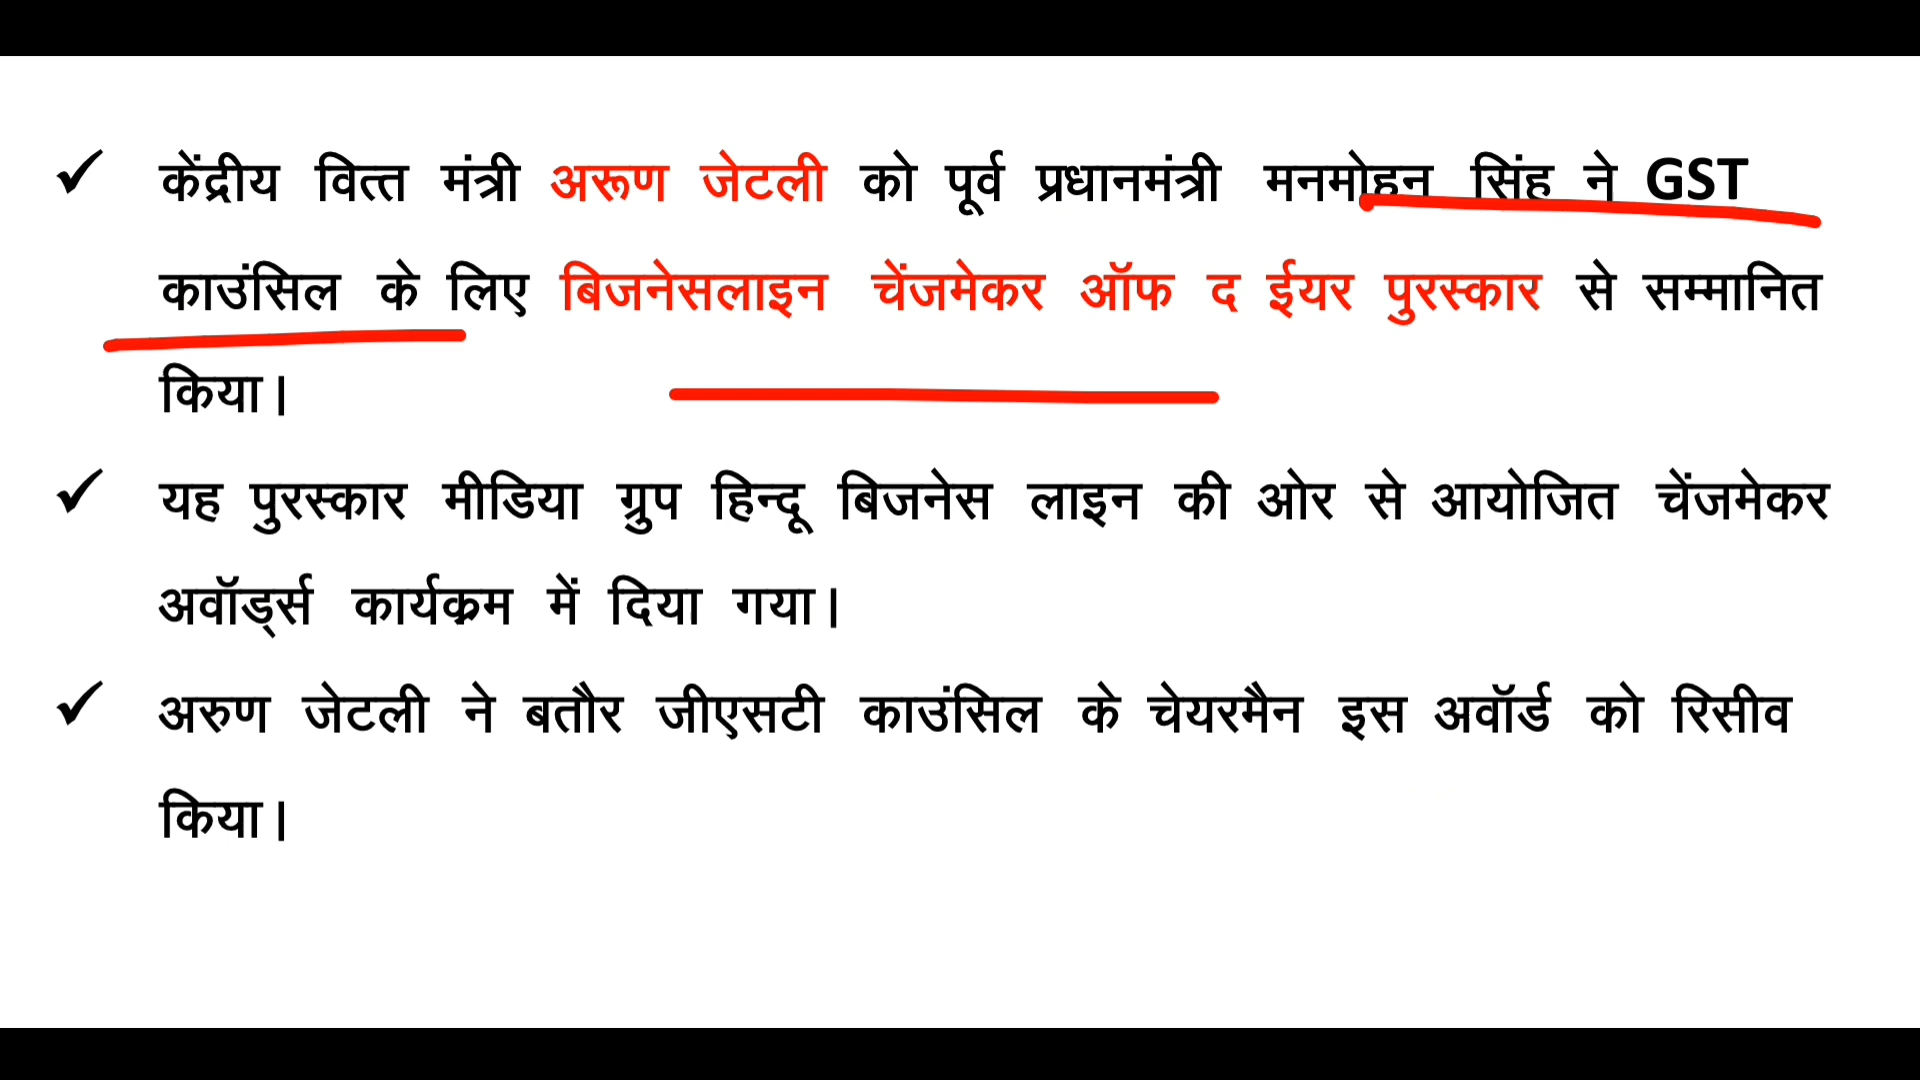 ✓ केंद्रीय वित्त मंत्री अरूण जेटली को पूर्व प्रधानमंत्री मनमोहन सिंह ने GST
काउंसिल के लिए बिजनेसलाइन चेंजमेकर ऑफ द ईयर पुरस्कार से सम्मानित
किया।
✓ यह पुरस्कार मीडिया ग्रुप हिन्दू बिजनेस लाइन की ओर से आयोजित चेंजमेकर
अवॉर्ड्स कार्यक्रम में दिया गया।
✓ अरुण जेटली ने बतौर जीएसटी काउंसिल के चेयरमैन इस अवॉर्ड को रिसीव
किया।